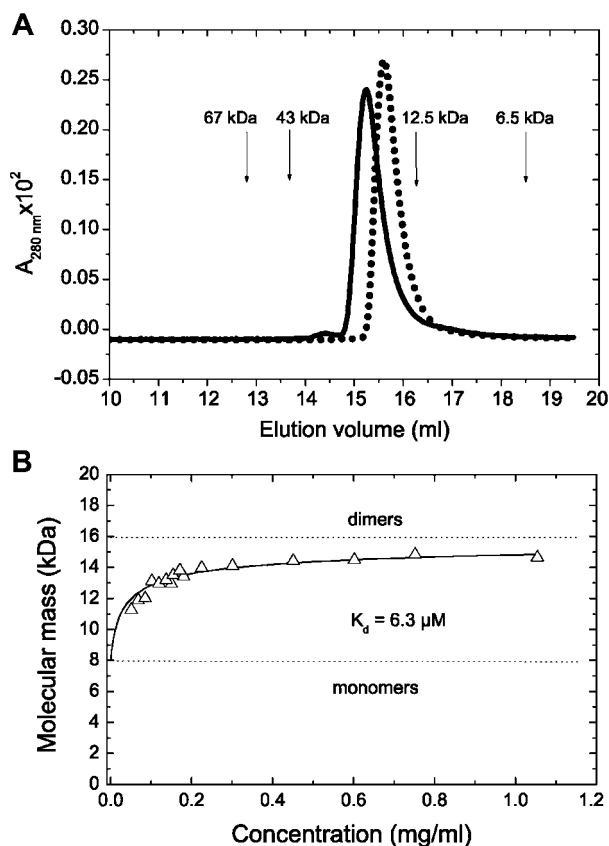 A
0.30
0.25
0.20
0.15
0.10
0.05
0.00
-0.05
A280 nm x10²
67 kDa 43 kDa 12.5 kDa 6.5 kDa
10 11 12 13 14 15 16 17 18 19 20
Elution volume (ml)
B
20
18
16
14
12
10
8
6
4
2
0
Molecular mass (kDa)
dimers
Kd = 6.3 µM
monomers
0.0 0.2 0.4 0.6 0.8 1.0 1.2
Concentration (mg/ml)